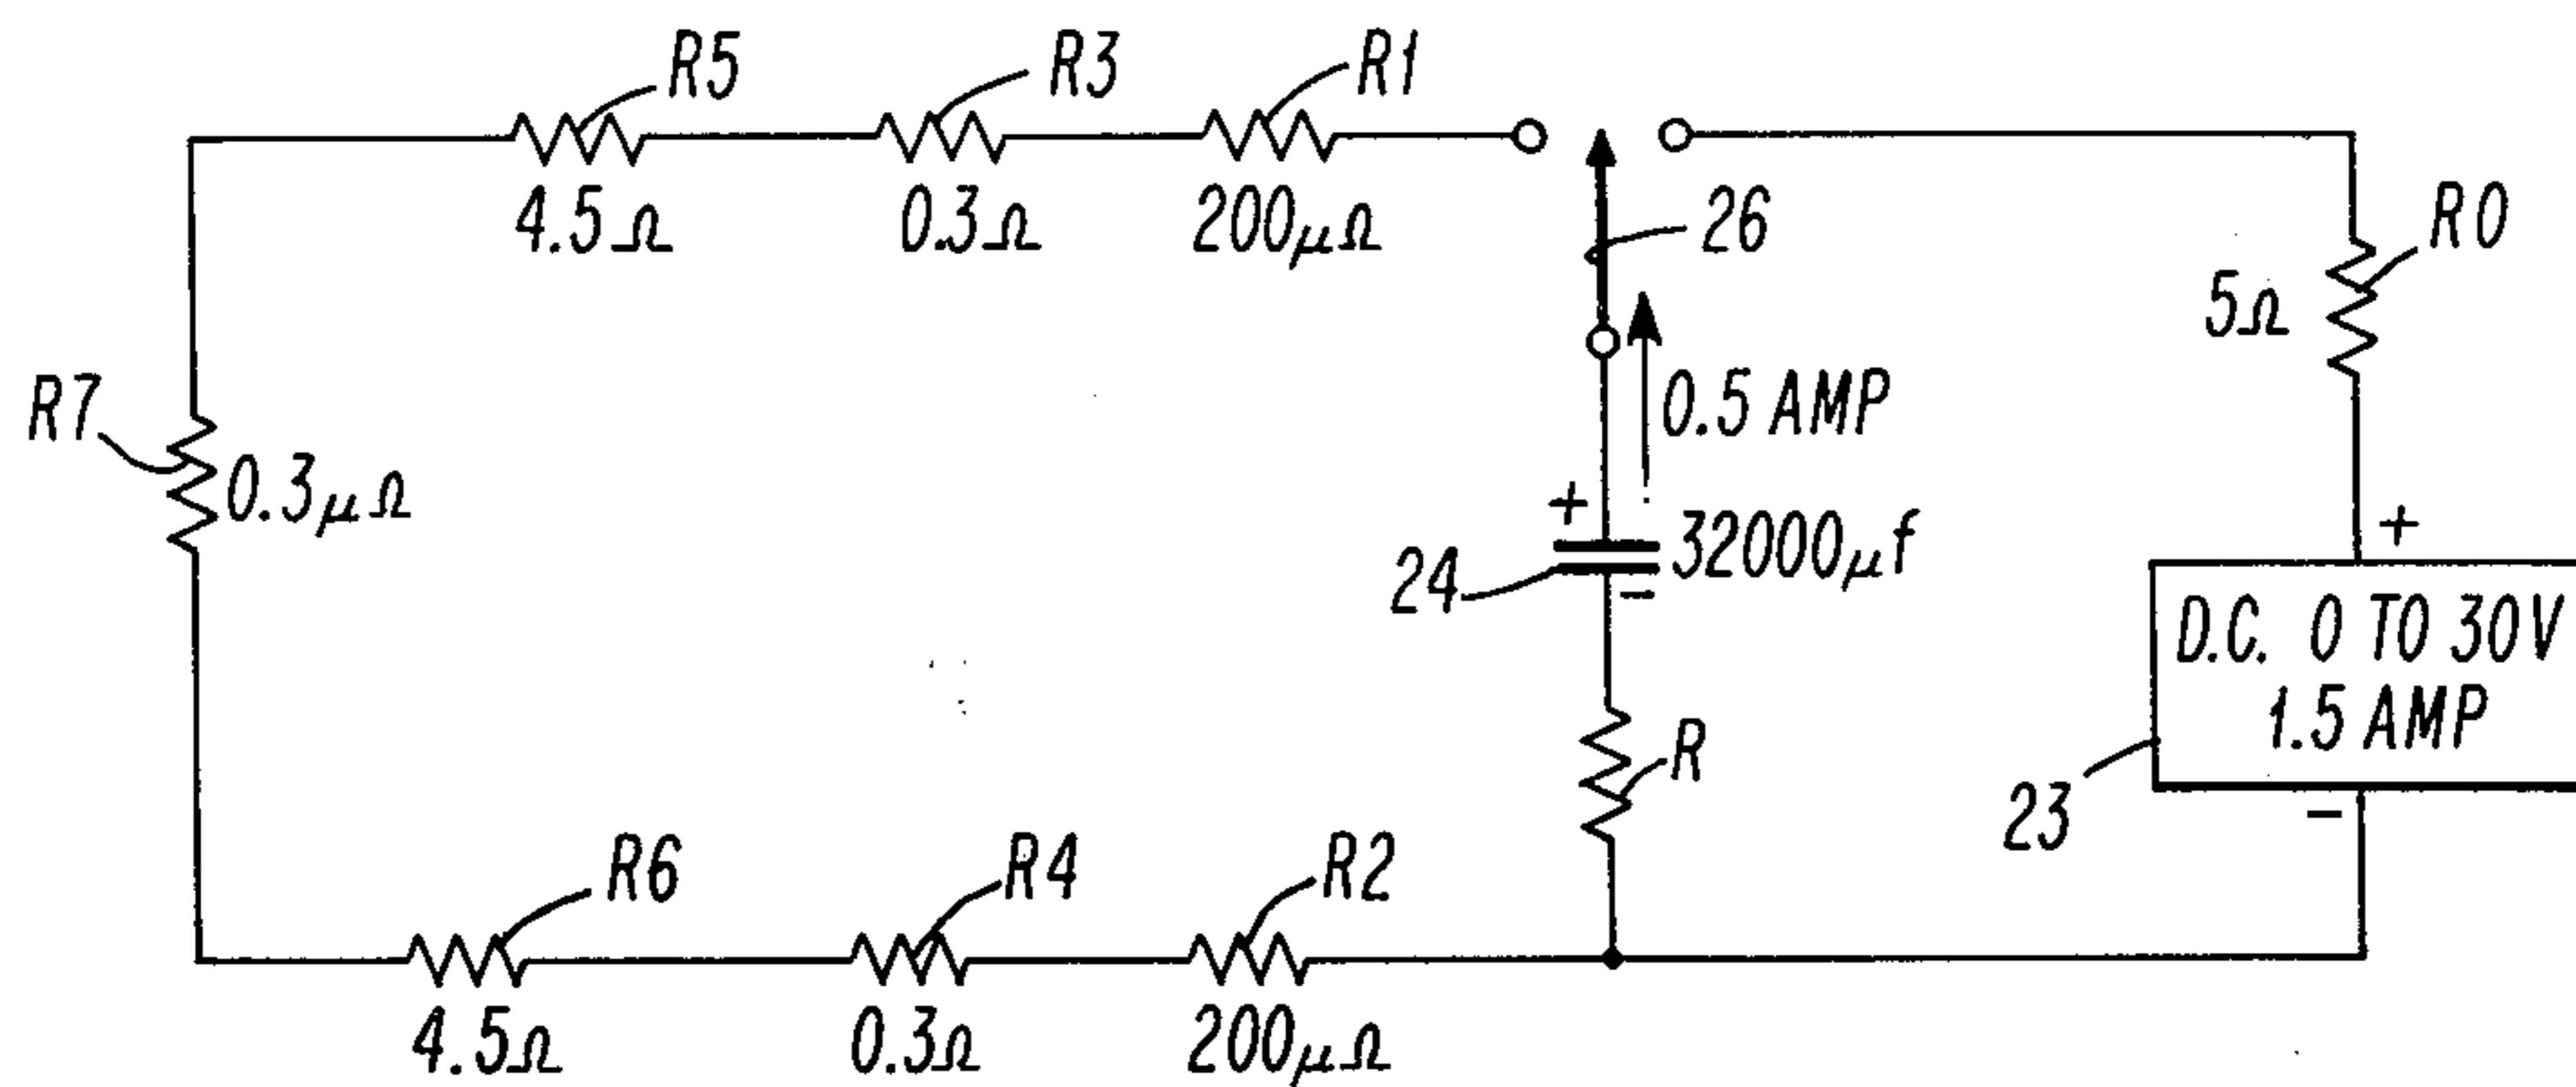 R5
R3
R1
4.5Ω
0.3Ω
200μΩ
26
R0
5Ω
R7
0.3μΩ
0.5 AMP
+
32000μf
24
-
+
D.C. 0 TO 30V
1.5 AMP
23
-
R
R6
R4
R2
4.5Ω
0.3Ω
200μΩ